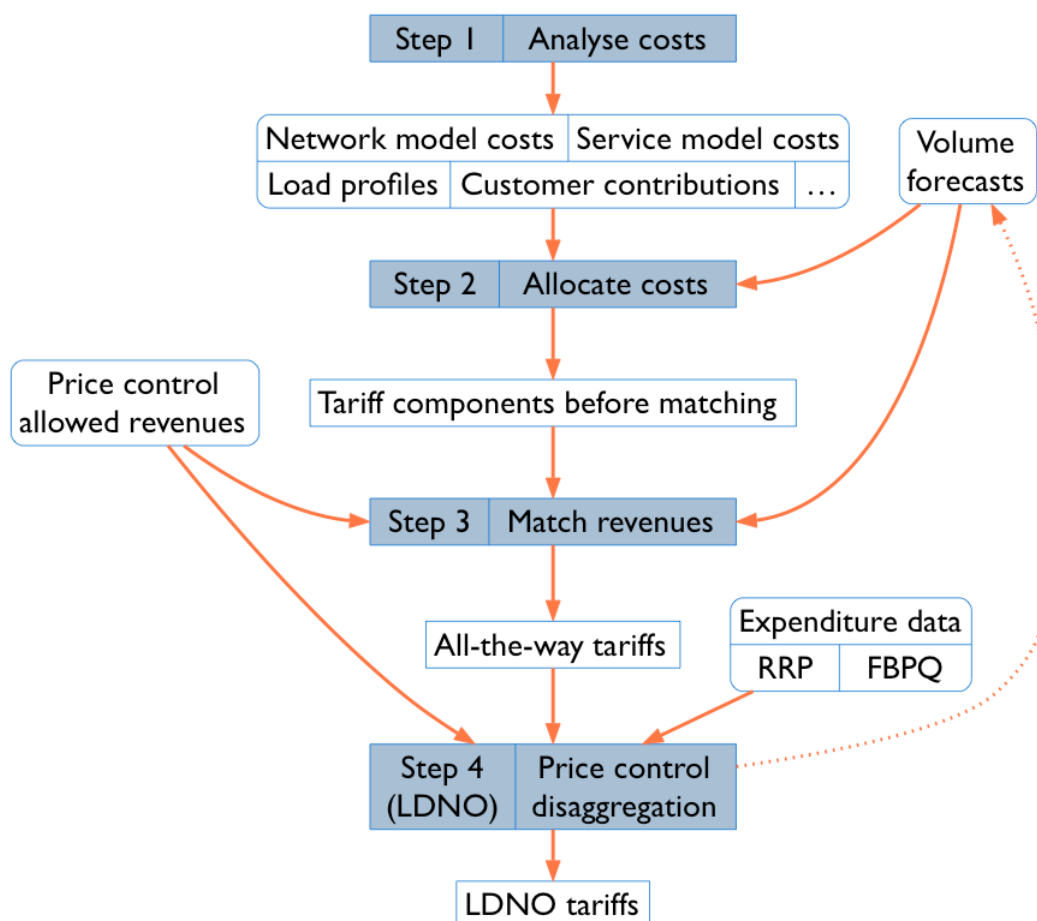 Step 1 Analyse costs
Network model costs Service model costs
Load profiles Customer contributions …
Volume
forecasts
Step 2 Allocate costs
Price control
allowed revenues
Tariff components before matching
Step 3 Match revenues
All-the-way tariffs
Expenditure data
RRP FBPQ
Step 4
(LDNO)
Price control
disaggregation
LDNO tariffs